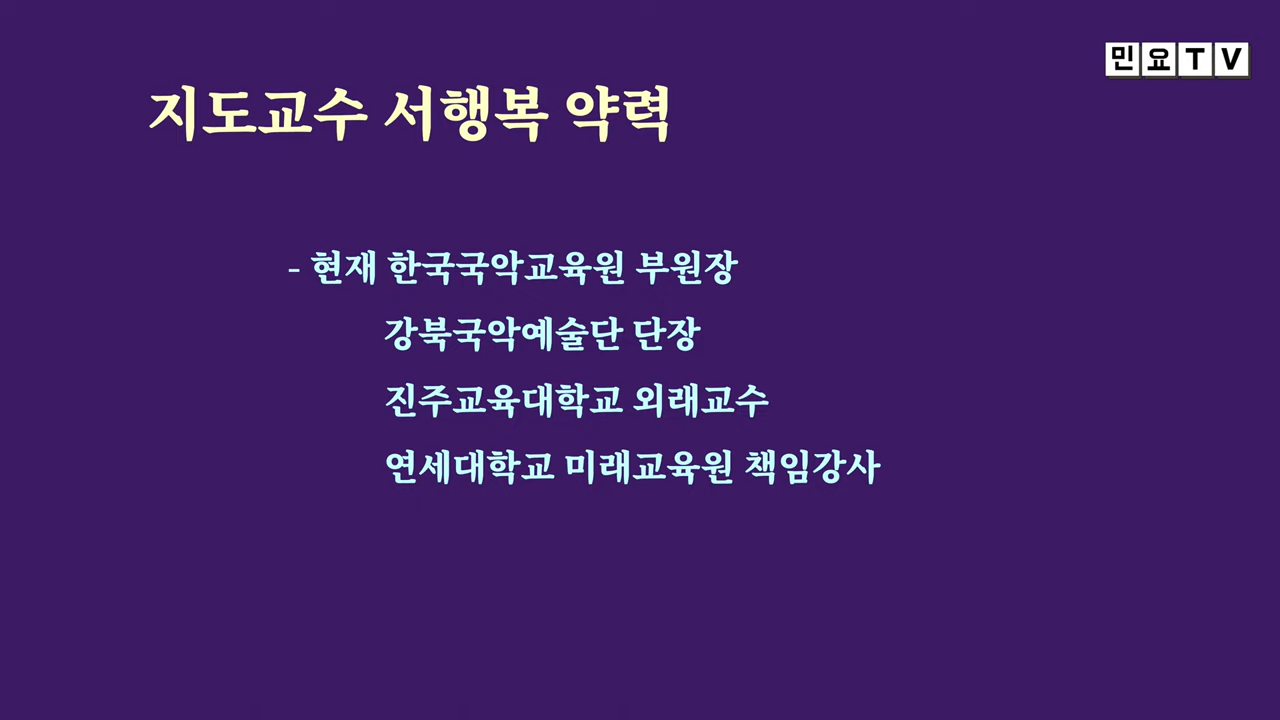 민요TV
지도교수 서행복 약력
- 현재 한국국악교육원 부원장
강북국악예술단 단장
진주교육대학교 외래교수
연세대학교 미래교육원 책임강사